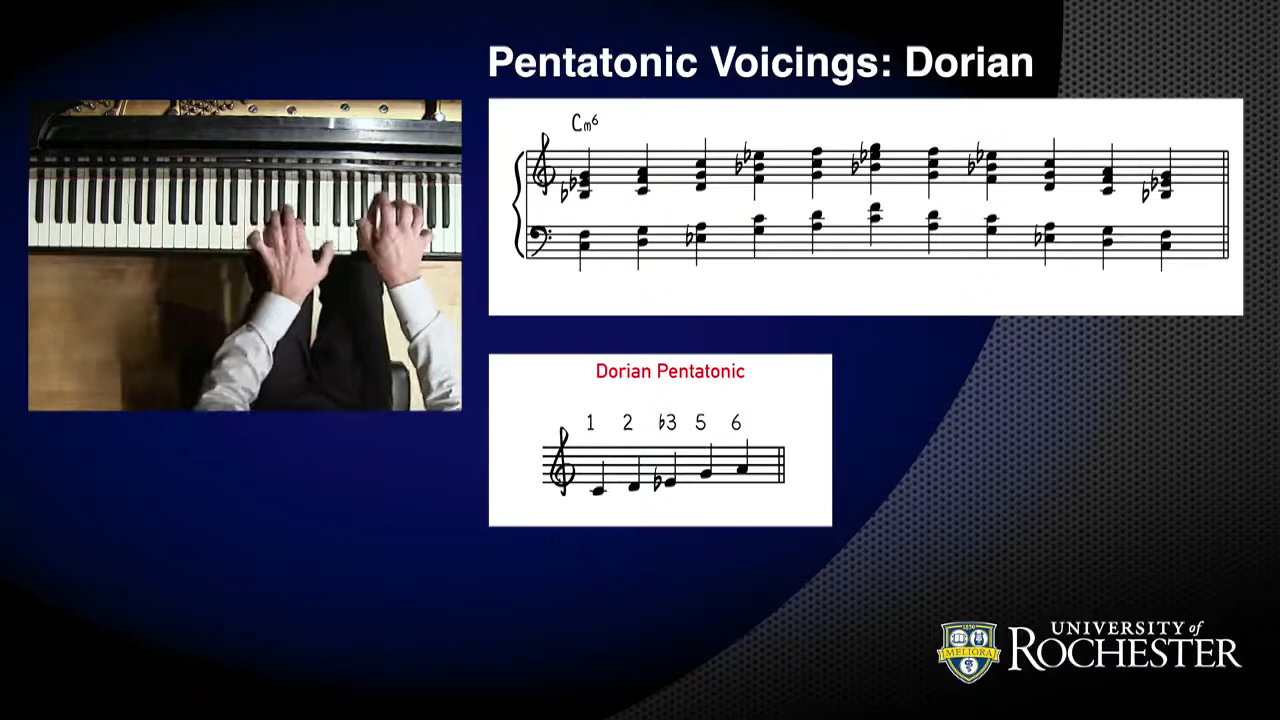 Pentatonic Voicings: Dorian
Cm6
Dorian Pentatonic
1 2 ♭3 5 6
MELIORA
UNIVERSITY of
ROCHESTER